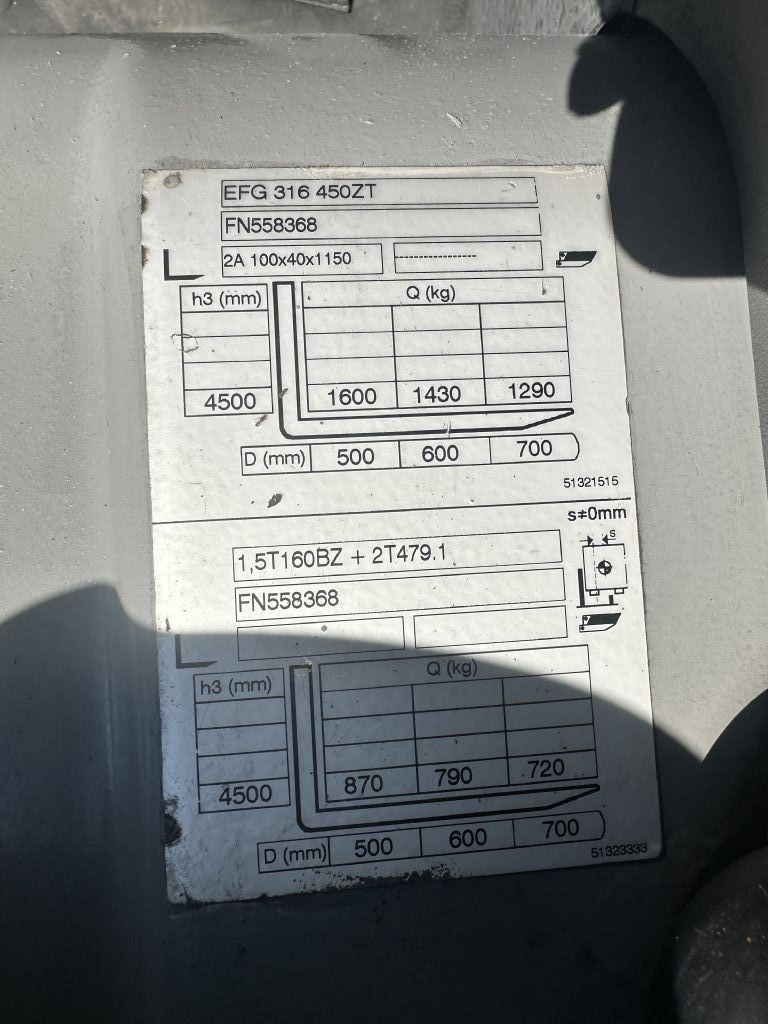 EFG 316 450ZT
FN558368
2A 100x40x1150 ----------------
h3 (mm) Q (kg)
4500 1600 1430 1290
D (mm) 500 600 700
51321515
s≠0mm
s
1,5T160BZ + 2T479.1
FN558368
h3 (mm) Q (kg)
4500 870 790 720
D (mm) 500 600 700
51323333